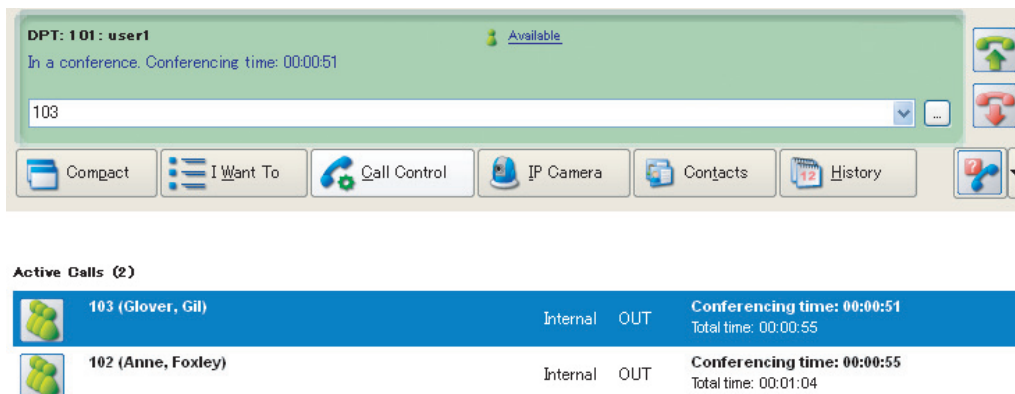 DPT: 101: user1 Available
In a conference. Conferencing time: 00:00:51
103 ...
Compact I Want To Call Control IP Camera Contacts 12 History
Active Calls (2)
103 (Glover, Gil) Internal OUT Conferencing time: 00:00:51
Total time: 00:00:55
102 (Anne, Foxley) Internal OUT Conferencing time: 00:00:55
Total time: 00:01:04